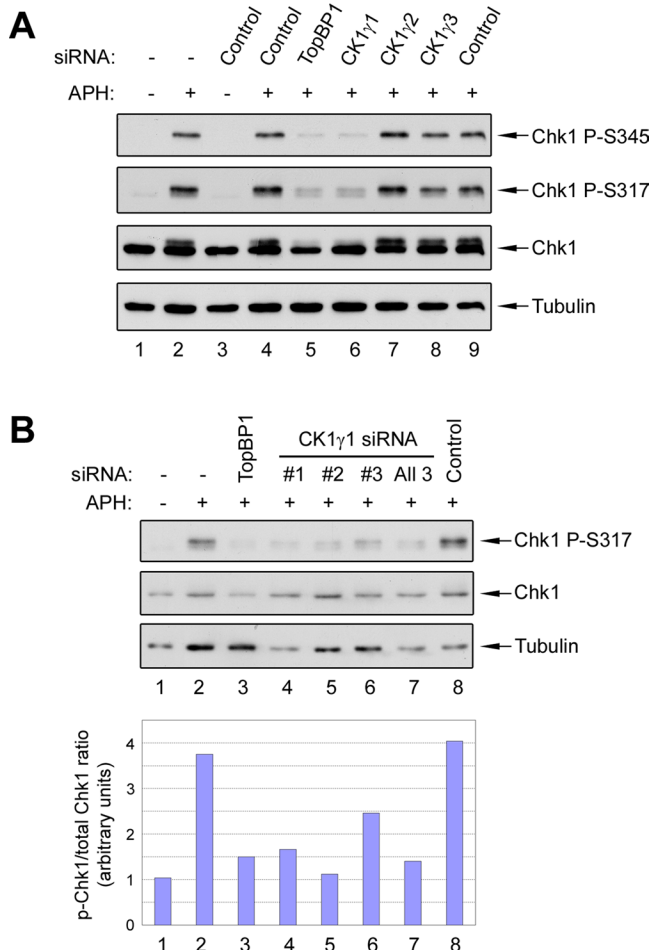 A
siRNA: - - Control Control TopBP1 CK1γ1 CK1γ2 CK1γ3 Control
APH: - + - + + + + + +
Chk1 P-S345
Chk1 P-S317
Chk1
Tubulin
1 2 3 4 5 6 7 8 9
B
CK1γ1 siRNA
siRNA: - - TopBP1 #1 #2 #3 All 3 Control
APH: - + + + + + + +
Chk1 P-S317
Chk1
Tubulin
1 2 3 4 5 6 7 8
p-Chk1/total Chk1 ratio
(arbitrary units)
4
3
2
1
0
1 2 3 4 5 6 7 8